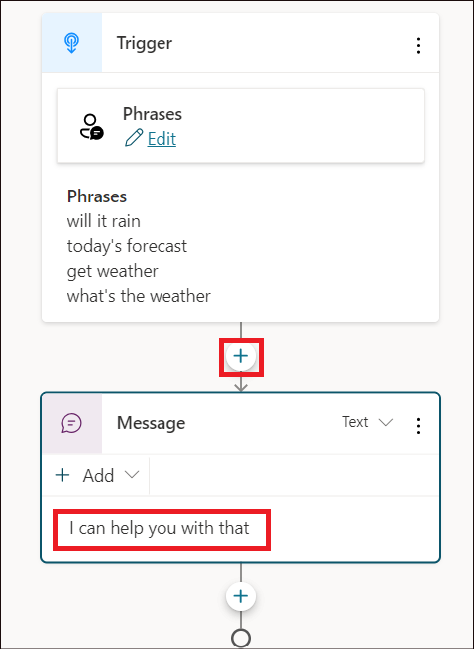 Trigger
Phrases
Edit
Phrases
will it rain
today's forecast
get weather
what's the weather
Message
Text
Add
I can help you with that